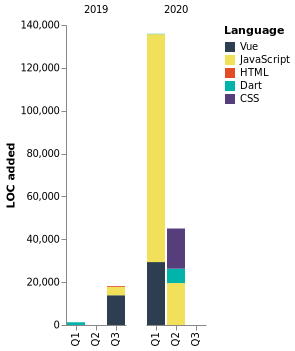 2019 2020
Language
Vue
JavaScript
HTML
Dart
CSS
LOC added
140,000
120,000
100,000
80,000
60,000
40,000
20,000
0
Q1 Q2 Q3 Q1 Q2 Q3